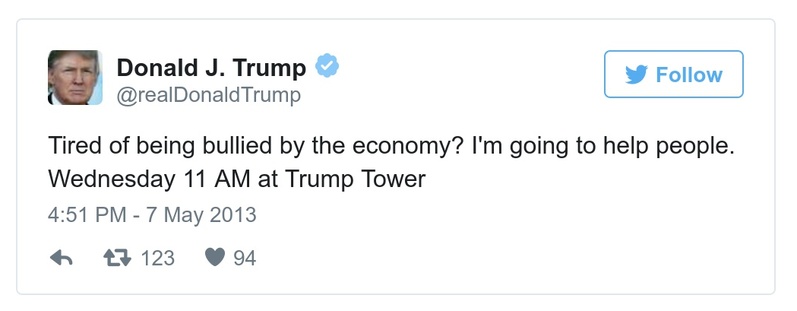 Donald J. Trump
Follow
@realDonaldTrump
Tired of being bullied by the economy? I'm going to help people.
Wednesday 11 AM at Trump Tower
4:51 PM - 7 May 2013
123 94